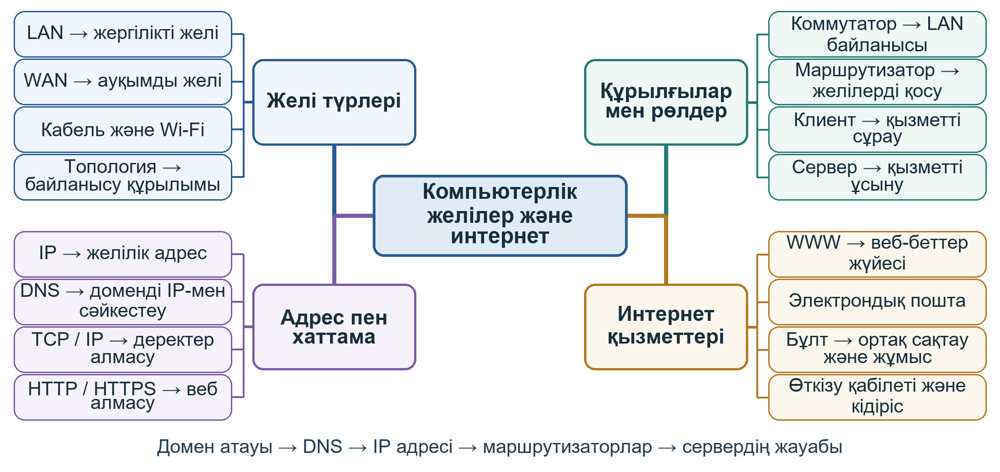 LAN → жергілікті желі
WAN → ауқымды желі
Кабель және Wi-Fi
Топология →
байланысу құрылымы
Желі түрлері
Құрылғылар
мен рөлдер
Коммутатор → LAN
байланысы
Маршрутизатор →
желілерді қосу
Клиент → қызметті
сұрау
Сервер → қызметті
ұсыну
Компьютерлік
желілер және
интернет
IP → желілік адрес
DNS → доменді IP-мен
сәйкестеу
TCP / IP → деректер
алмасу
HTTP / HTTPS → веб
алмасу
Адрес пен
хаттама
Интернет
қызметтері
WWW → веб-беттер
жүйесі
Электрондық пошта
Бұлт → ортақ сақтау
және жұмыс
Өткізу қабілеті және
кідіріс
Домен атауы → DNS → IP адресі → маршрутизаторлар → сервердің жауабы